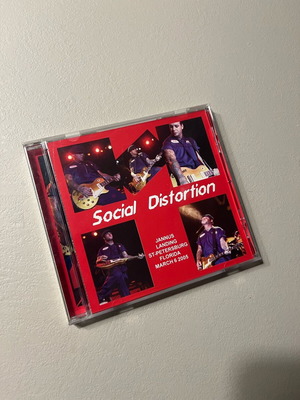 Social Distortion
JANNUS
LANDING
ST.PETERSBURG
FLORIDA
MARCH 6 2005